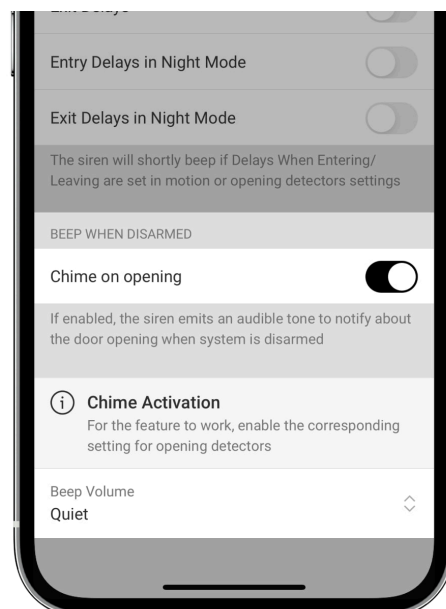 Entry Delays in Night Mode
Exit Delays in Night Mode
The siren will shortly beep if Delays When Entering/
Leaving are set in motion or opening detectors settings
BEEP WHEN DISARMED
Chime on opening
If enabled, the siren emits an audible tone to notify about
the door opening when system is disarmed
Chime Activation
For the feature to work, enable the corresponding
setting for opening detectors
Beep Volume
Quiet